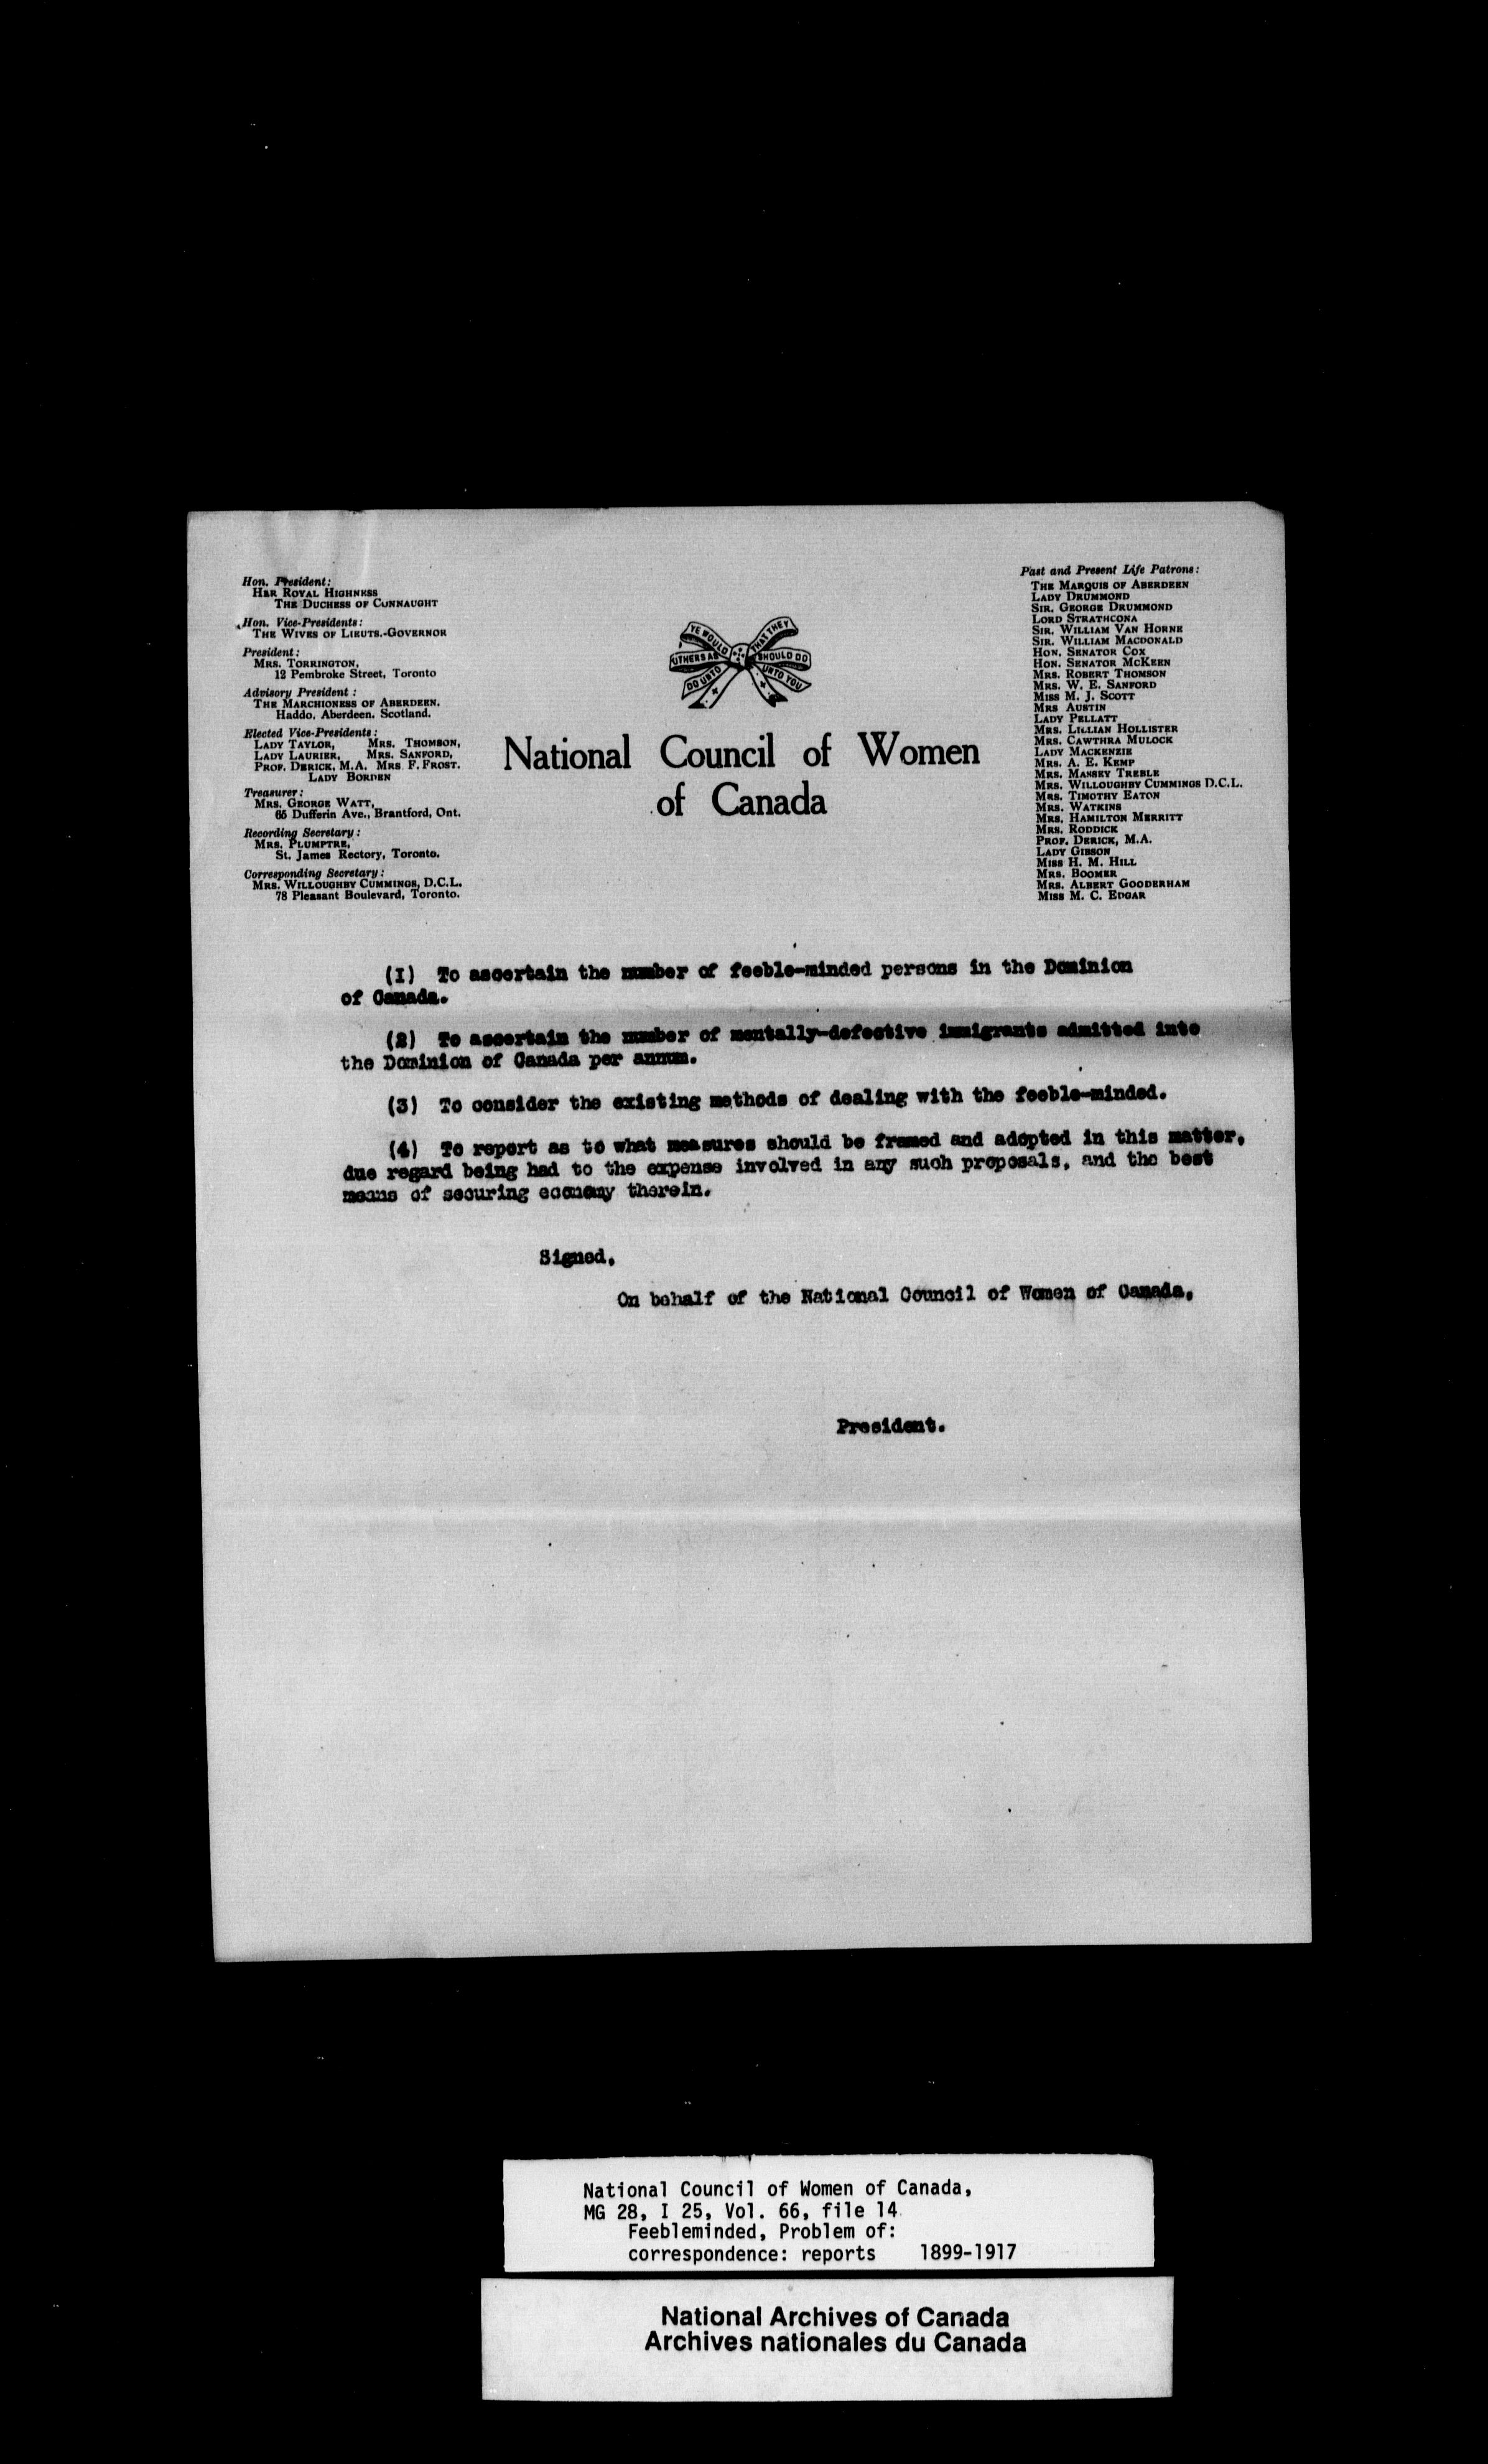 Hon. President:
HER ROYAL HIGHNESS
THE DUCHESS OF CONNAUGHT
Hon. Vice-Presidents:
THE WIVES OF LIEUTS.-GOVERNOR
President:
MRS. TORRINGTON,
12 Pembroke Street, Toronto
Advisory President:
THE MARCHIONESS OF ABERDEEN,
Haddo, Aberdeen, Scotland.
Elected Vice-Presidents:
LADY TAYLOR, MRS. THOMSON,
LADY LAURIER, MRS. SANFORD,
PROF. DERICK, M.A. MRS. F. FROST.
LADY BORDEN
Treasurer:
MRS. GEORGE WATT,
66 Dufferin Ave., Brantford, Ont.
Recording Secretary:
MRS. PLUMPTRE,
St. James Rectory, Toronto.
Corresponding Secretary:
MRS. WILLOUGHBY CUMMINGS, D.C.L.
78 Pleasant Boulevard, Toronto.
DO UNTO
OTHERS AS
YE WOULD
THAT THEY
SHOULD DO
UNTO YOU
National Council of Women
of Canada
Past and Present Life Patrons:
THE MARQUIS OF ABERDEEN
LADY DRUMMOND
SIR. GEORGE DRUMMOND
LORD STRATHCONA
SIR. WILLIAM VAN HORNE
SIR. WILLIAM MACDONALD
HON. SENATOR COX
HON. SENATOR MCKEEN
MRS. ROBERT THOMSON
MRS. W. E. SANFORD
MISS M. J. SCOTT
MRS AUSTIN
LADY PELLATT
MRS. LILLIAN HOLLISTER
MRS. CAWTHRA MULOCK
LADY MACKENZIE
MRS. A. E. KEMP
MRS. MASSEY TREBLE
MRS. WILLOUGHBY CUMMINGS D.C.L.
MRS. TIMOTHY EATON
MRS. WATKINS
MRS. HAMILTON MERRITT
MRS. RODDICK
PROF. DERICK, M.A.
LADY GIBSON
MISS H. M. HILL
MRS. BOOMER
MRS. ALBERT GOODERHAM
MISS M. C. EDGAR
(I) To ascertain the number of feeble-minded persons in the Dominion
of Canada.
(2) To ascertain the number of mentally-defective immigrants admitted into
the Dominion of Canada per annum.
(3) To consider the existing methods of dealing with the feeble-minded.
(4) To report as to what measures should be framed and adopted in this matter,
due regard being had to the expense involved in any such proposals, and the best
means of securing economy therein.
Signed,
On behalf of the National Council of Women of Canada,
President.
National Council of Women of Canada,
MG 28, I 25, Vol. 66, file 14
Feebleminded, Problem of:
correspondence: reports 1899-1917
National Archives of Canada
Archives nationales du Canada